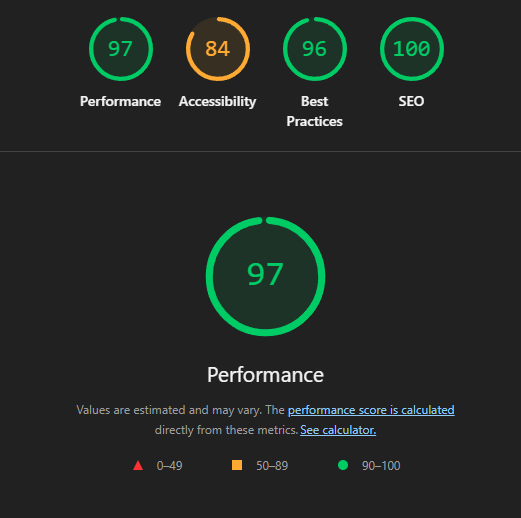 97
84
96
100
Performance
Accessibility
Best
Practices
SEO
97
Performance
Values are estimated and may vary. The performance score is calculated
directly from these metrics. See calculator.
0–49
50–89
90–100